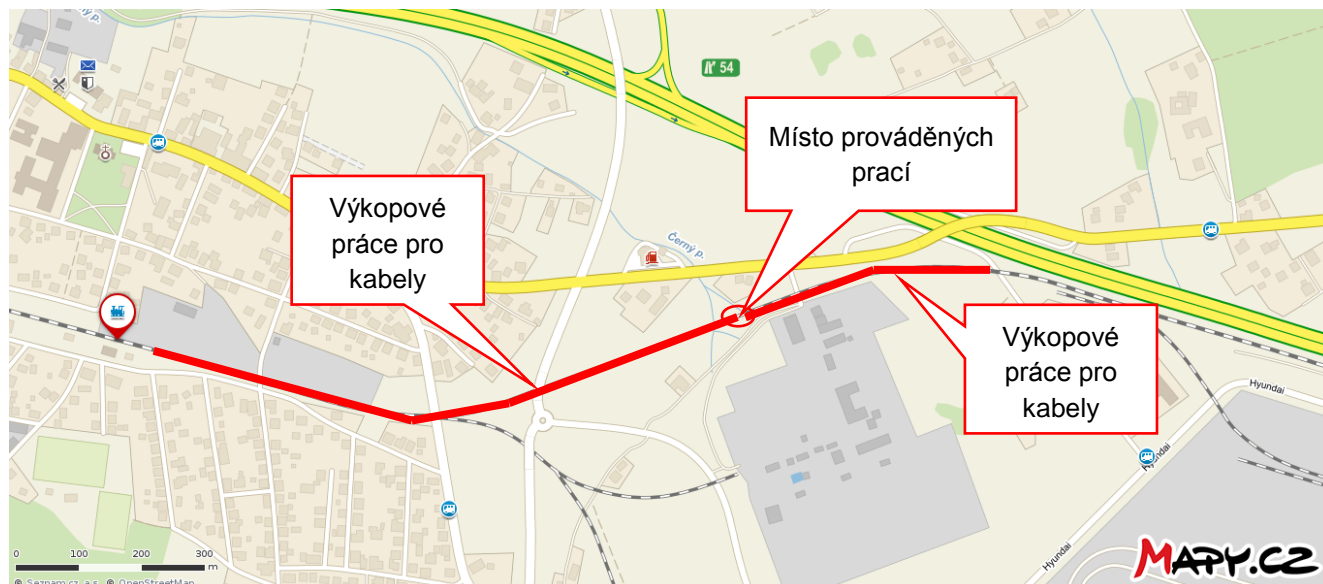 Černý p.
54
Místo prováděných
prací
Výkopové
práce pro
kabely
Černý p.
Výkopové
práce pro
kabely
Hyundai
Hyundai
Hyundai
0 100 200 300
m
© Seznam.cz, a.s., © OpenStreetMap
MAPY.CZ